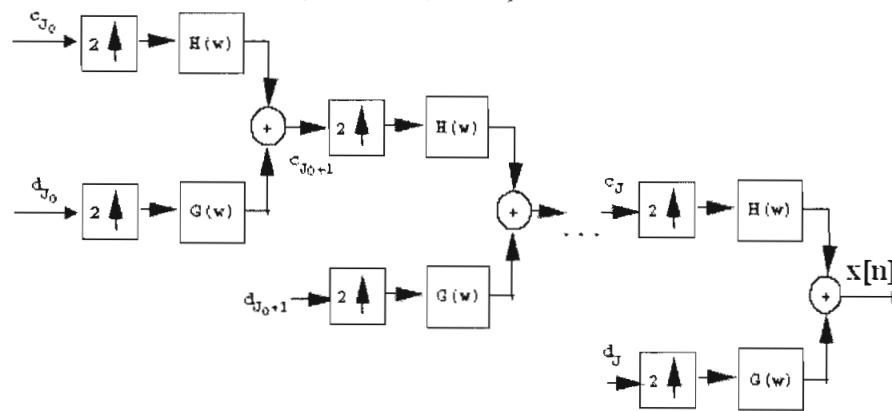 c_{J_0} 2 H(w)
+ 2 H(w)
c_{J_0+1}
d_{J_0} 2 G(w) + . . . c_J 2 H(w)
x[n]
d_{J_0+1} 2 G(w) +
d_J 2 G(w)